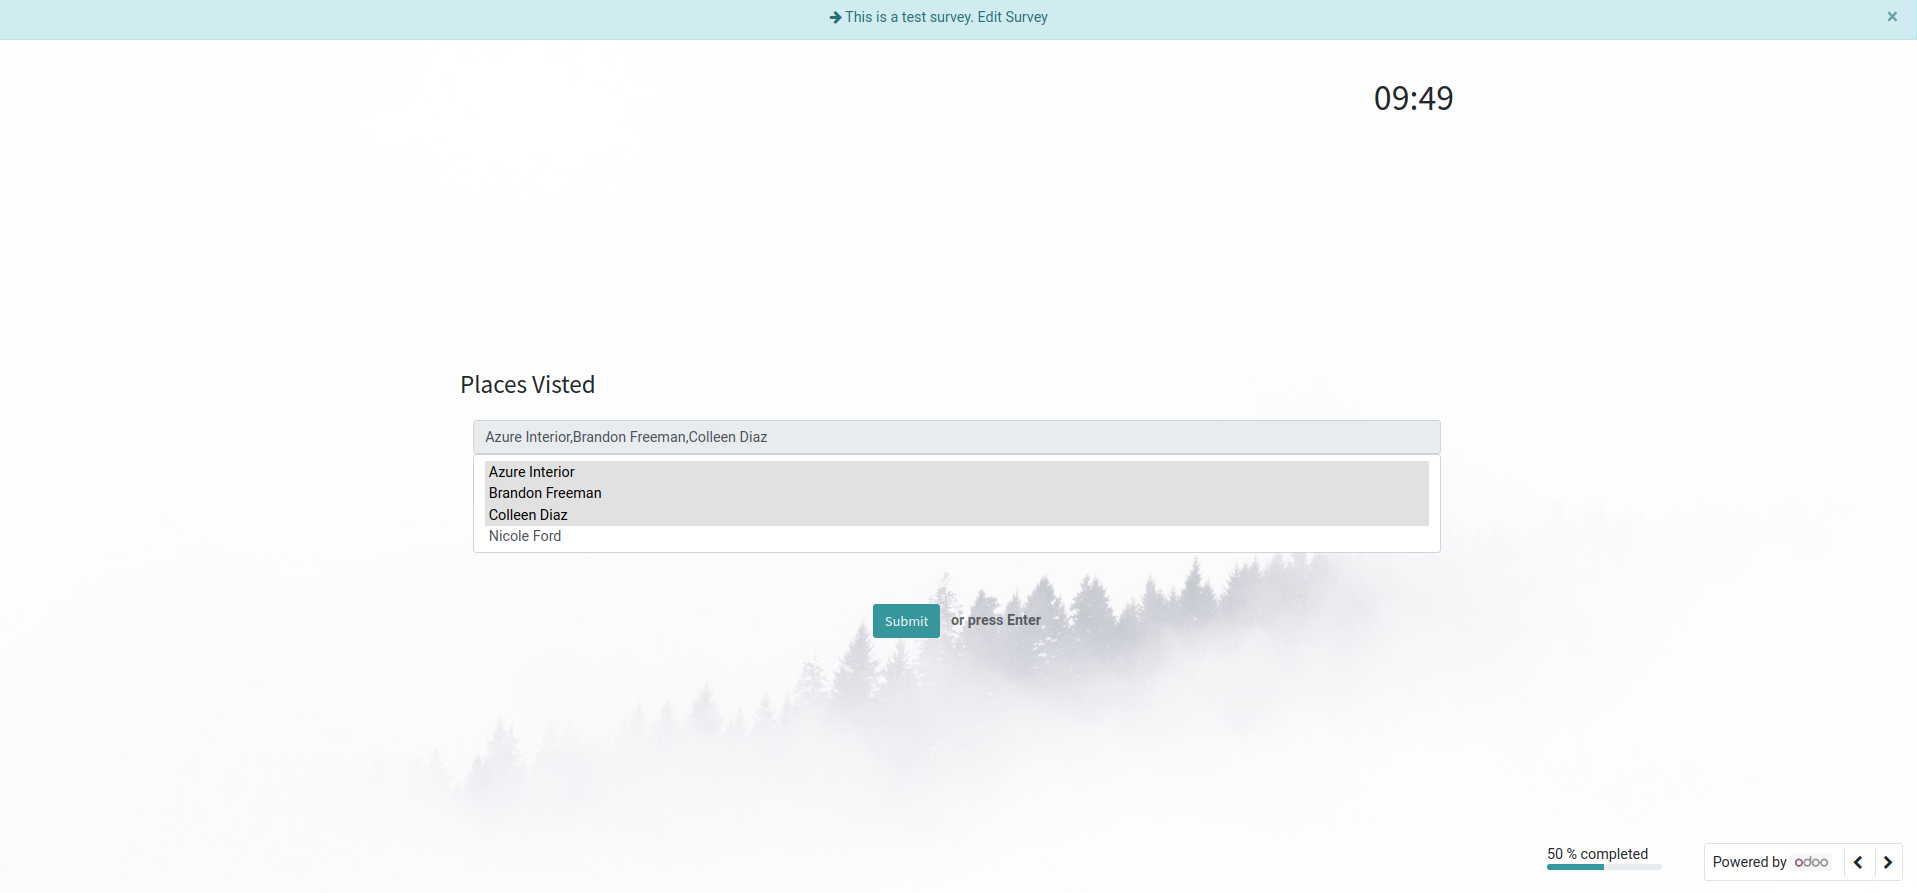 This is a test survey. Edit Survey ×
09:49
Places Visted
Azure Interior,Brandon Freeman,Colleen Diaz
Azure Interior
Brandon Freeman
Colleen Diaz
Nicole Ford
Submit or press Enter
50 % completed
Powered by odoo